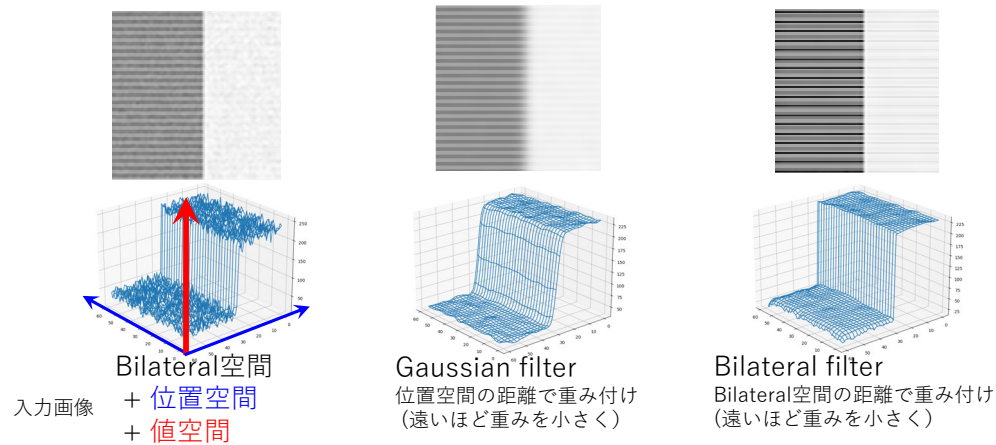 Bilateral空間
入力画像
+ 位置空間
+ 値空間
Gaussian filter
位置空間の距離で重み付け
(遠いほど重みを小さく)
Bilateral filter
Bilateral空間の距離で重み付け
(遠いほど重みを小さく)